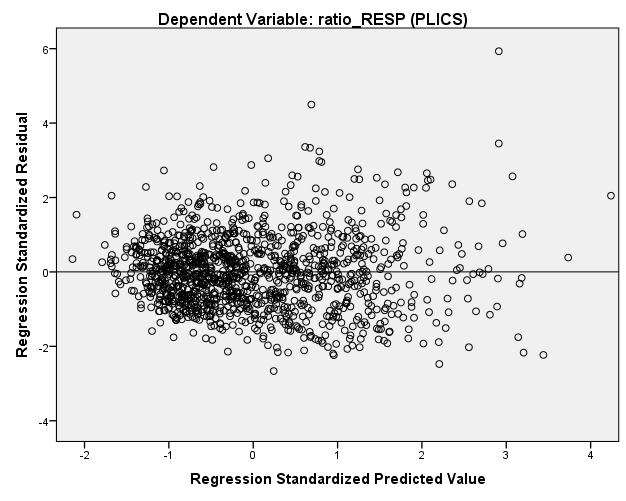 Dependent Variable: ratio_RESP (PLICS)
Regression Standardized Residual
6
4
2
0
-2
-4
-2 -1 0 1 2 3 4
Regression Standardized Predicted Value